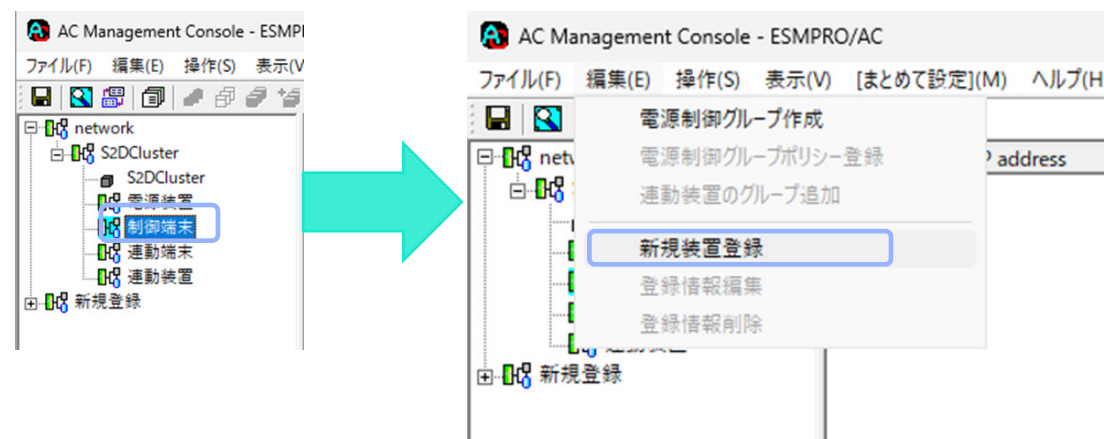 AC Management Console - ESMP
ファイル(F) 編集(E) 操作(S) 表示(V
network
S2DCluster
S2DCluster
電源装置
制御端末
連動端末
連動装置
新規登録
AC Management Console - ESMPRO/AC
ファイル(F) 編集(E) 操作(S) 表示(V) [まとめて設定](M) ヘルプ(H
電源制御グループ作成
電源制御グループポリシー登録
連動装置のグループ追加
新規装置登録
登録情報編集
登録情報削除
netw
P address
新規登録